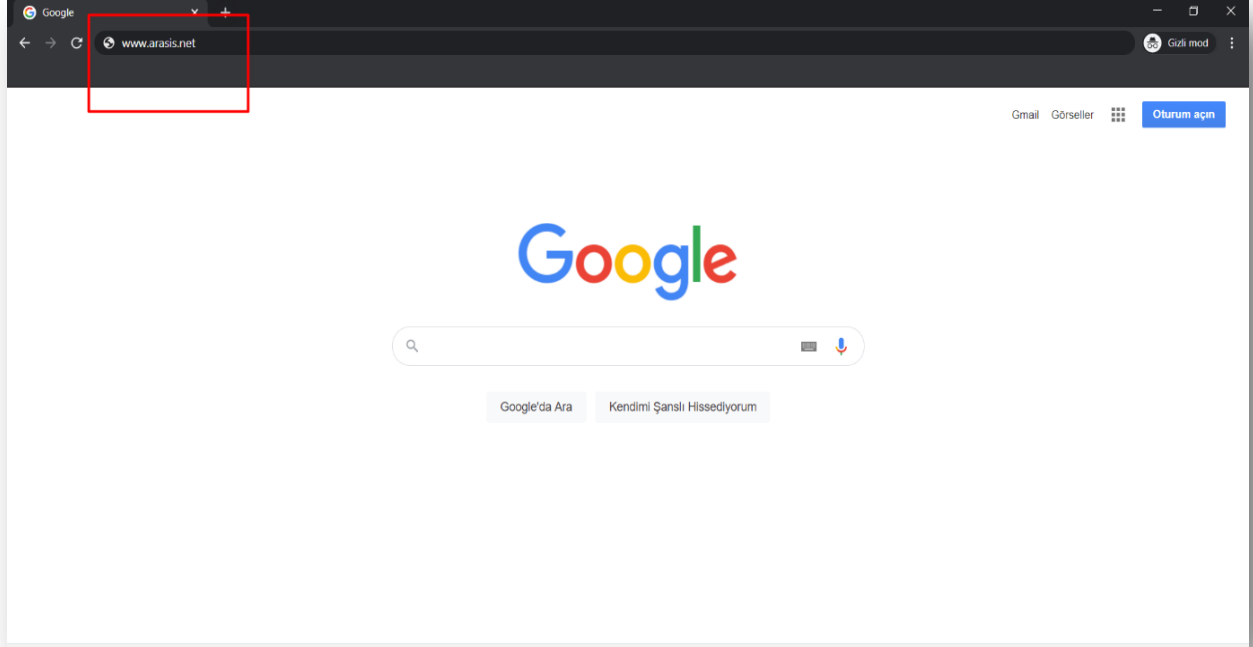 Google
www.arasis.net
Gizli mod
Gmail Görseller
Oturum açın
Google
Google'da Ara
Kendimi Şanslı Hissediyorum